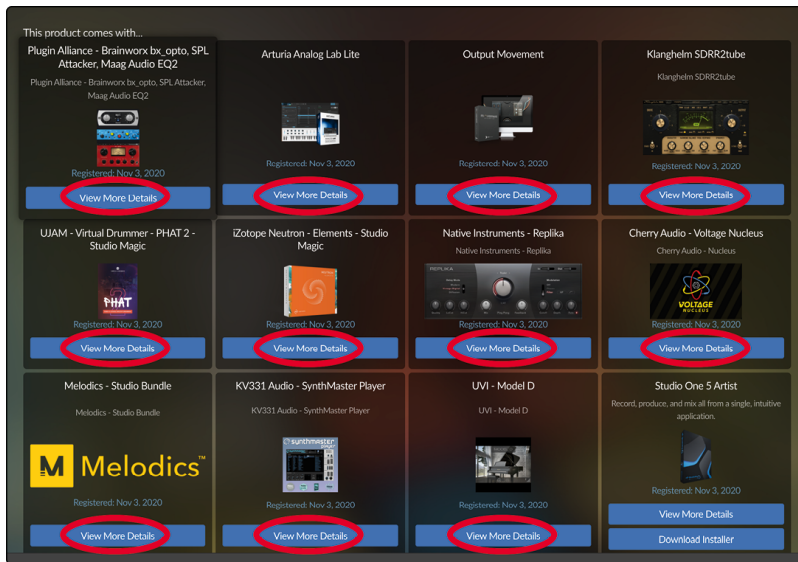 This product comes with...
Plugin Alliance - Brainworx bx_opto, SPL
Attacker, Maag Audio EQ2
Plugin Alliance - Brainworx bx_opto, SPL Attacker,
Maag Audio EQ2
Registered: Nov 3, 2020
View More Details
Arturia Analog Lab Lite
Registered: Nov 3, 2020
View More Details
Output Movement
Registered: Nov 3, 2020
View More Details
Klanghelm SDRR2tube
Klanghelm SDRR2tube
Registered: Nov 3, 2020
View More Details
UJAM - Virtual Drummer - PHAT 2 -
Studio Magic
PHAT
Registered: Nov 3, 2020
View More Details
iZotope Neutron - Elements - Studio
Magic
Registered: Nov 3, 2020
View More Details
Native Instruments - Replika
Native Instruments - Replika
REPLIKA
Registered: Nov 3, 2020
View More Details
Cherry Audio - Voltage Nucleus
Cherry Audio - Nucleus
VOLTAGE
NUCLEUS
Registered: Nov 3, 2020
View More Details
Melodics - Studio Bundle
Melodics - Studio Bundle
M Melodics™
Registered: Nov 3, 2020
View More Details
KV331 Audio - SynthMaster Player
KV331 Audio - SynthMaster Player
synthmaster
Registered: Nov 3, 2020
View More Details
UVI - Model D
UVI - Model D
Registered: Nov 3, 2020
View More Details
Studio One 5 Artist
Record, produce, and mix all from a single, intuitive
application.
Registered: Nov 3, 2020
View More Details
Download Installer